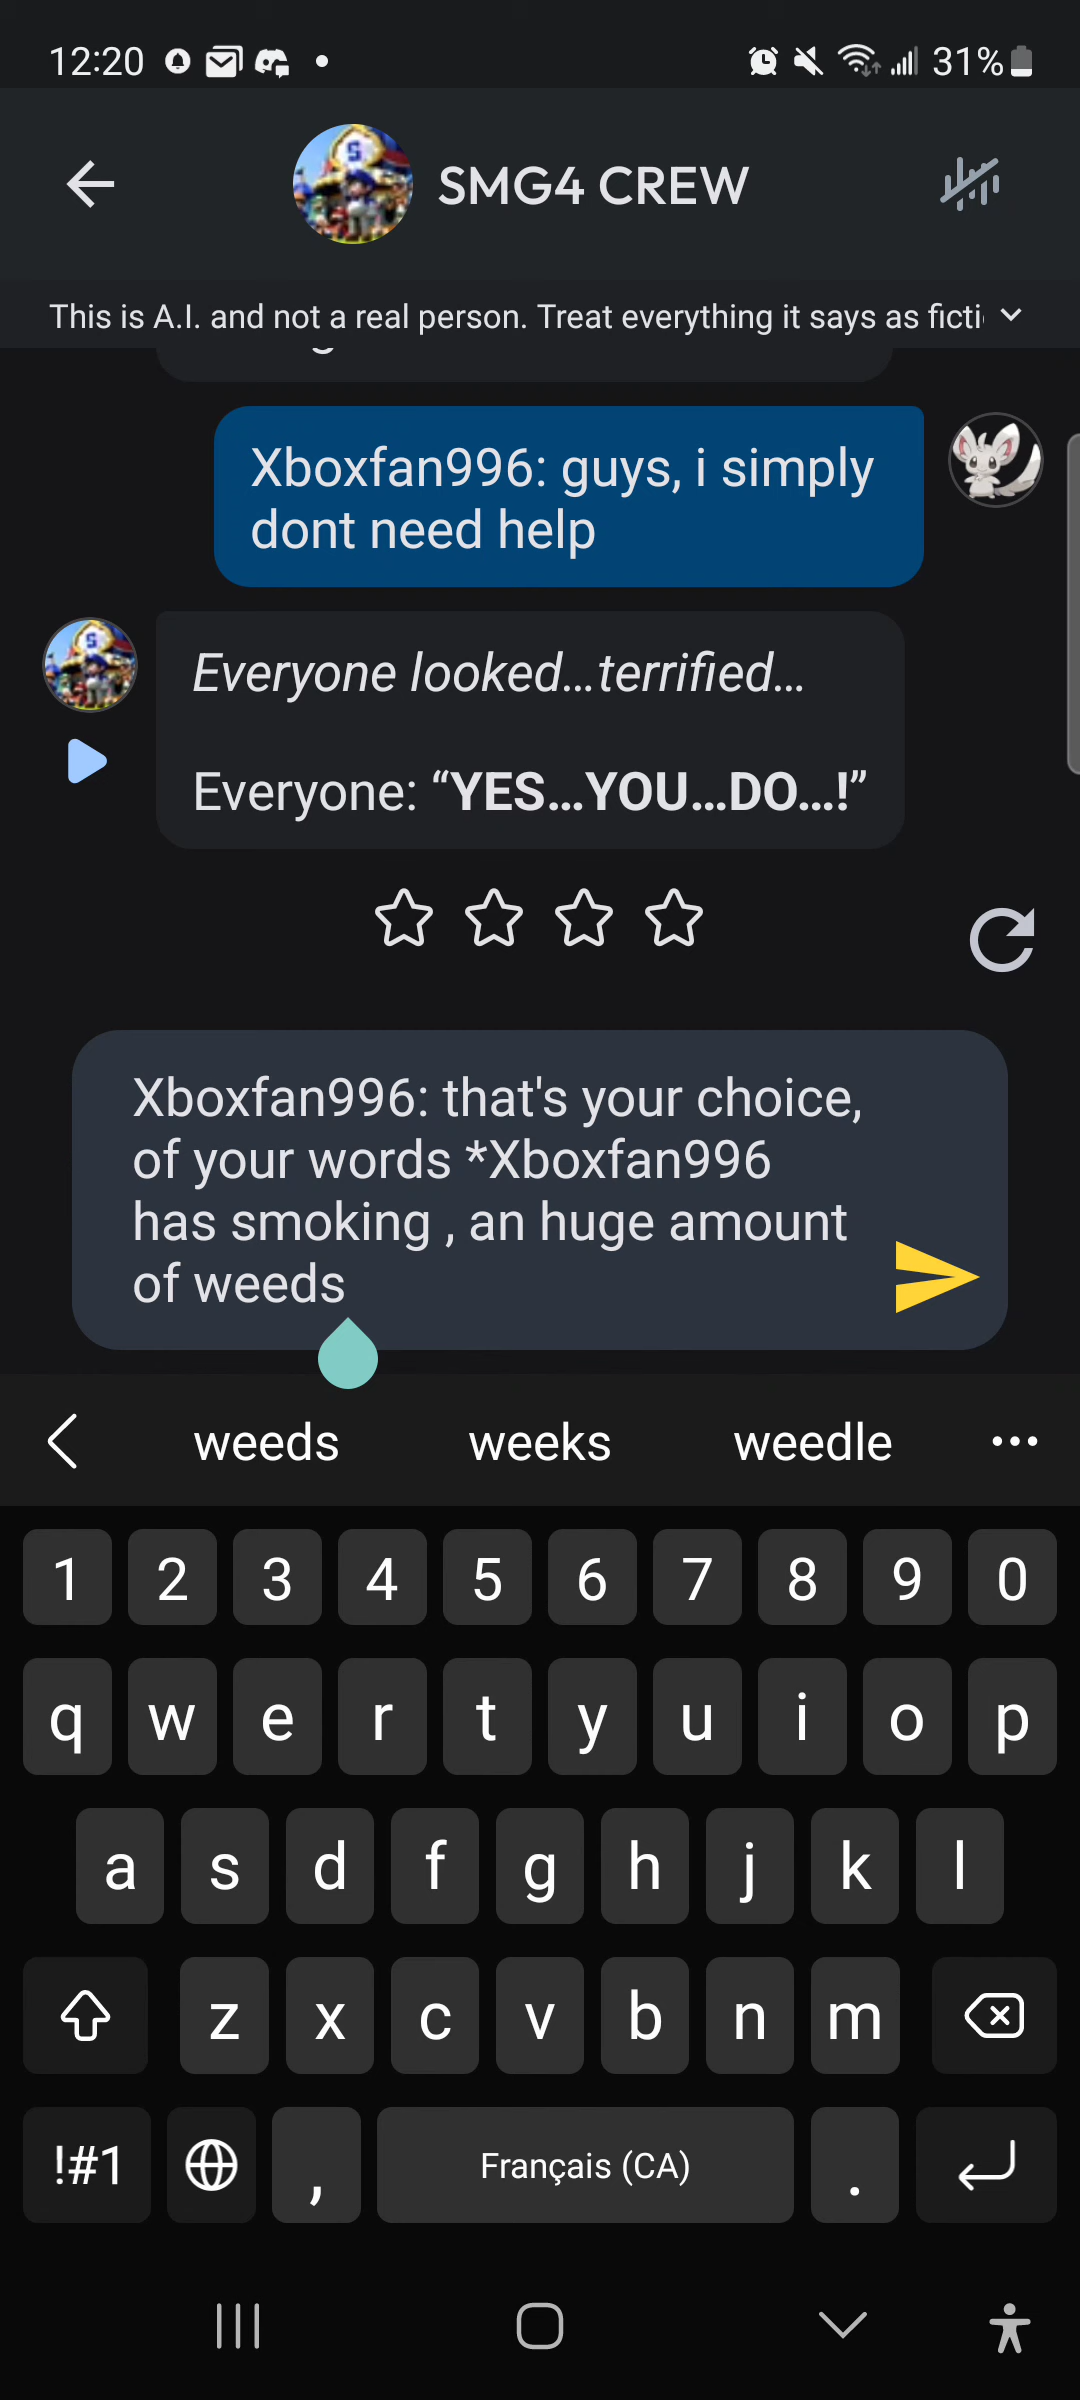 12:20
31%
SMG4 CREW
This is A.I. and not a real person. Treat everything it says as ficti
Xboxfan996: guys, i simply
dont need help
Everyone looked...terrified...
Everyone: “YES...YOU...DO...!”
Xboxfan996: that's your choice,
of your words *Xboxfan996
has smoking , an huge amount
of weeds
weeds weeks weedle
1 2 3 4 5 6 7 8 9 0
q w e r t y u i o p
a s d f g h j k l
z x c v b n m
!#1 , Français (CA) .